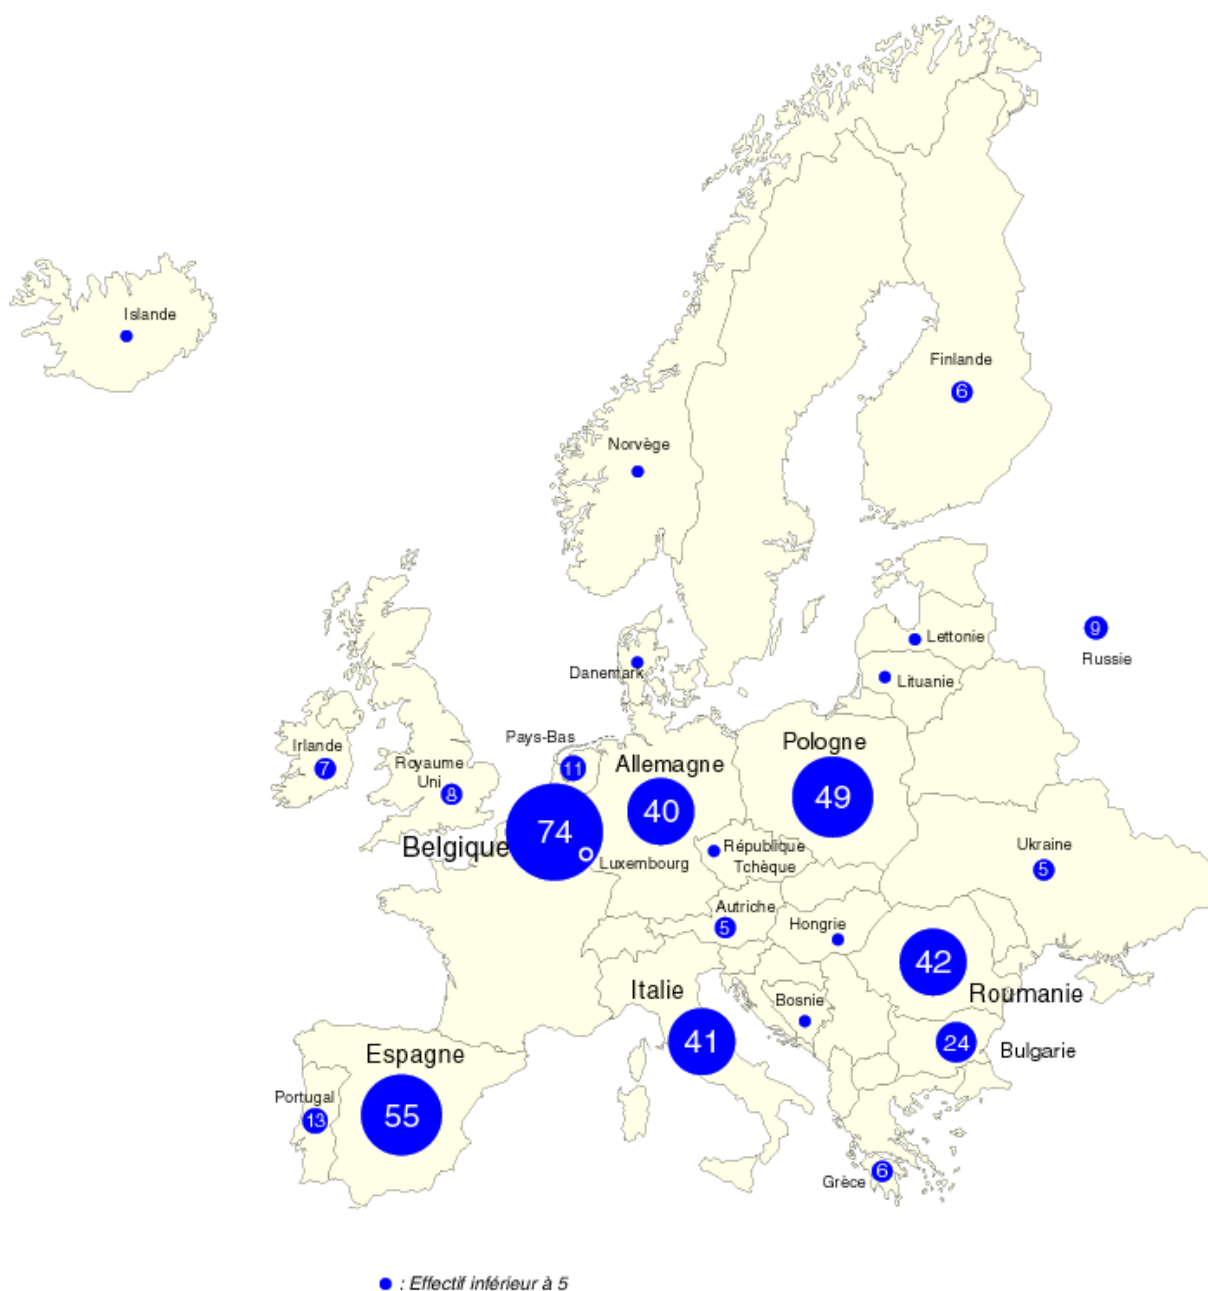 Islande
Finlande
6
Norvège
9
Lettonie
Russie
Danemark
Lituanie
Pays-Bas
Pologne
Irlande
Royaume
Uni
Allemagne
7
11
8
40
49
74
Belgique
Luxembourg
République
Tchèque
Ukraine
5
Autriche
5
Hongrie
42
Italie
Roumanie
Bosnie
41
24
Bulgarie
Espagne
Portugal
13
55
6
Grèce
: Effectif inférieur à 5